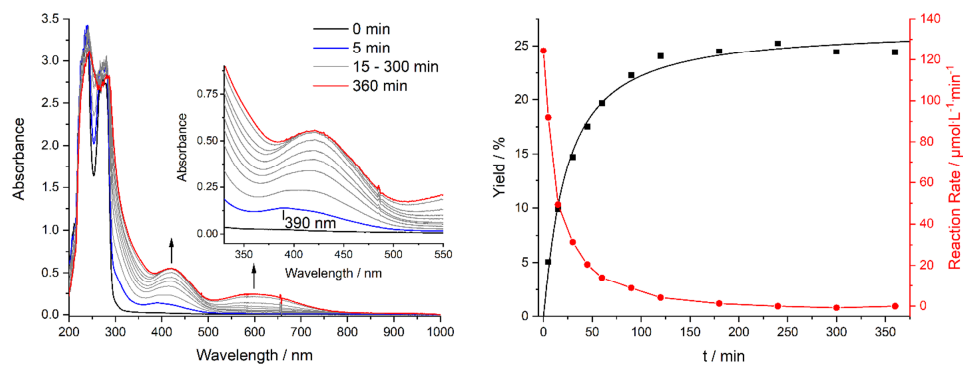 0 min
5 min
15 - 300 min
360 min
3.5
3.0
2.5
2.0
1.5
1.0
0.5
0.0
Absorbance
200 300 400 500 600 700 800 900 1000
Wavelength / nm
0.75
0.50
0.25
0.00
Absorbance
390 nm
350 400 450 500 550
Wavelength / nm
25
20
15
10
5
0
Yield / %
0 50 100 150 200 250 300 350
t / min
140
120
100
80
60
40
20
0
Reaction Rate / µmol·L⁻¹·min⁻¹